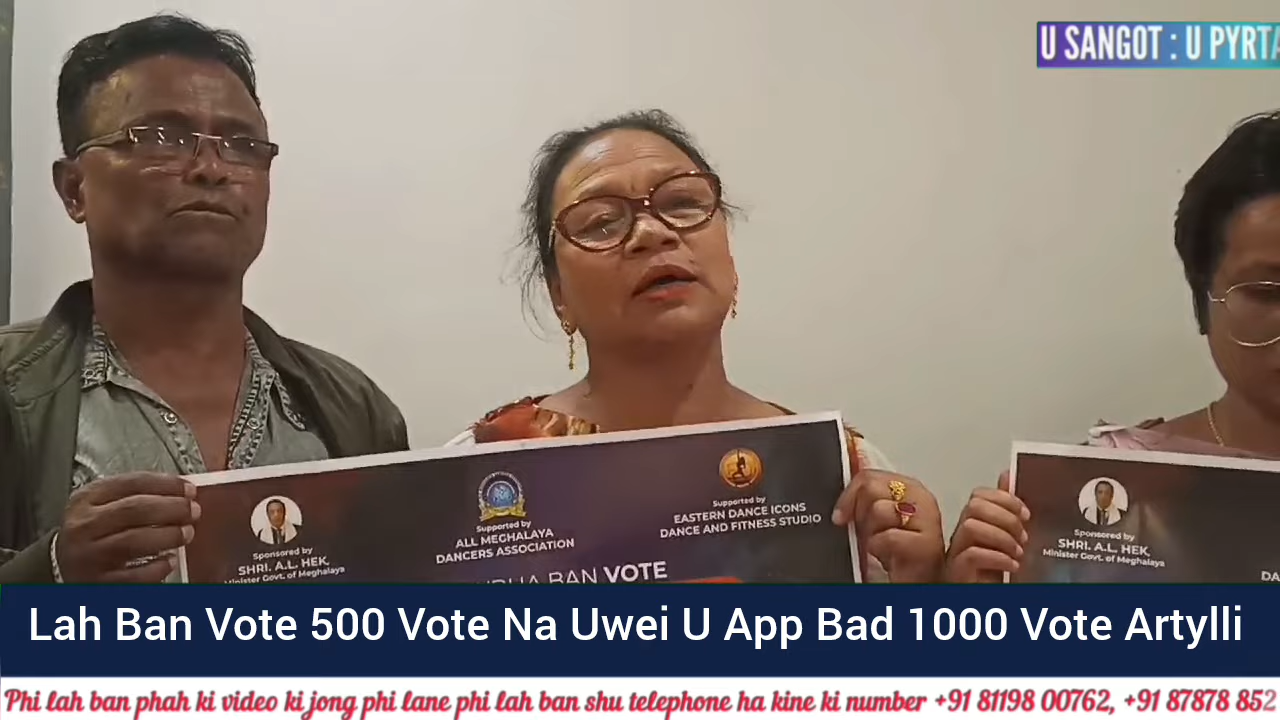 U SANGOT : U PYRTA
Sponsored by
SHRI. A.L. HEK,
Minister Govt. of Meghalaya
Supported by
ALL MEGHALAYA
DANCERS ASSOCIATION
Supported by
EASTERN DANCE ICONS
DANCE AND FITNESS STUDIO
BAN VOTE
Sponsored by
SHRI. A.L. HEK,
Minister Govt. of Meghalaya
DA
Lah Ban Vote 500 Vote Na Uwei U App Bad 1000 Vote Artylli
Phi lah ban phah ki video ki jong phi lane phi lah ban shu telephone ha kine ki number +91 81198 00762, +91 87878 852